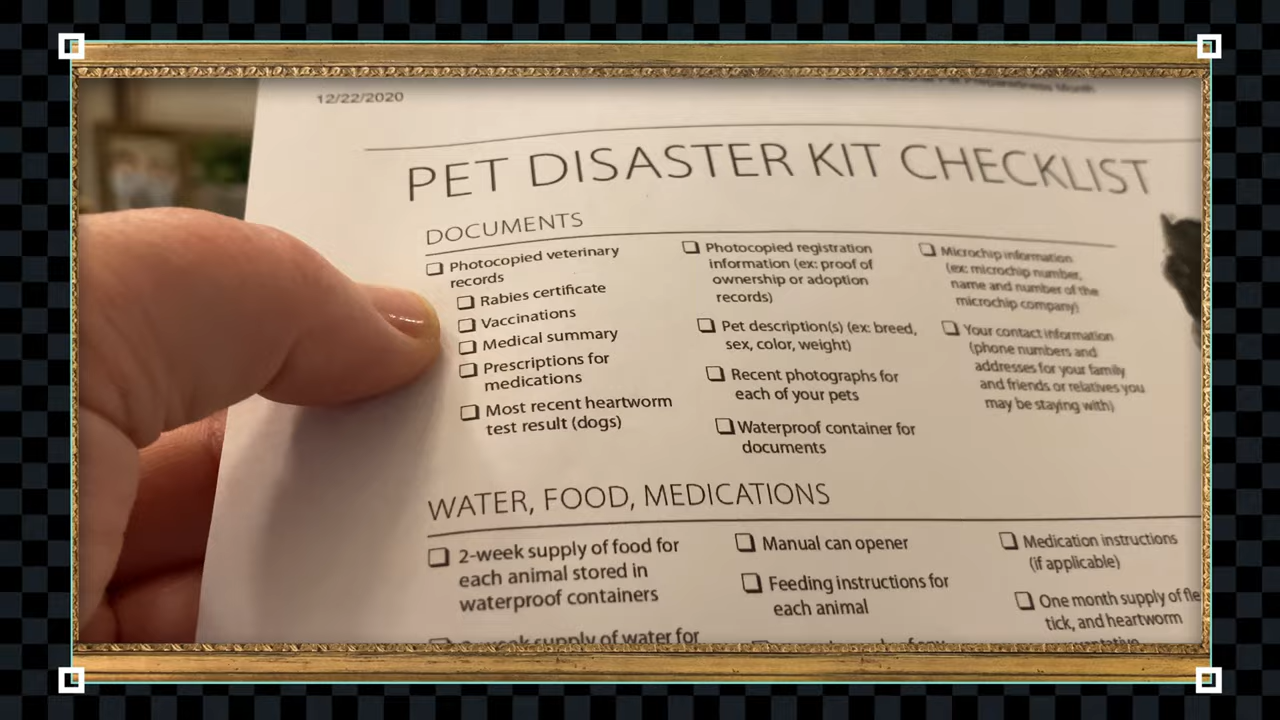 12/22/2020
PET DISASTER KIT CHECKLIST
DOCUMENTS
Photocopied veterinary
records
Rabies certificate
Vaccinations
Medical summary
Prescriptions for
medications
Most recent heartworm
test result (dogs)
Photocopied registration
information (ex: proof of
ownership or adoption
records)
Pet description(s) (ex: breed,
sex, color, weight)
Recent photographs for
each of your pets
Waterproof container for
documents
Microchip information
(ex: microchip number,
name and number of the
microchip company)
Your contact information
(phone numbers and
addresses for your family
and friends or relatives you
may be staying with)
WATER, FOOD, MEDICATIONS
2-week supply of food for
each animal stored in
waterproof containers
supply of water for
Manual can opener
Feeding instructions for
each animal
Medication instructions
(if applicable)
One month supply of
tick, and heartworm